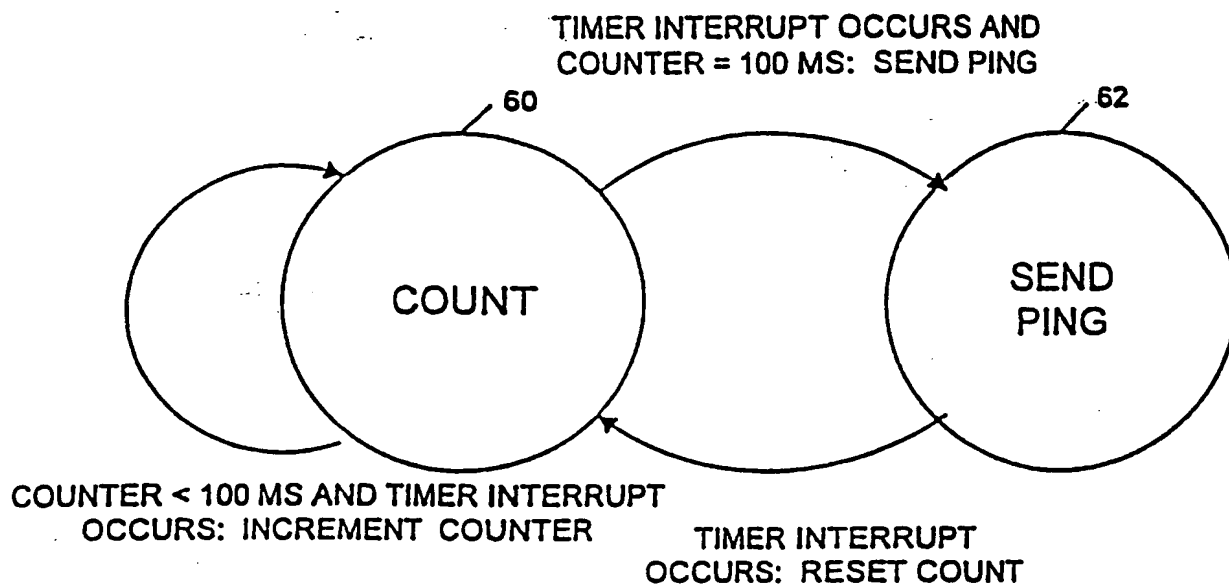 TIMER INTERRUPT OCCURS AND
COUNTER = 100 MS: SEND PING
60
62
COUNT
SEND
PING
COUNTER < 100 MS AND TIMER INTERRUPT
OCCURS: INCREMENT COUNTER
TIMER INTERRUPT
OCCURS: RESET COUNT